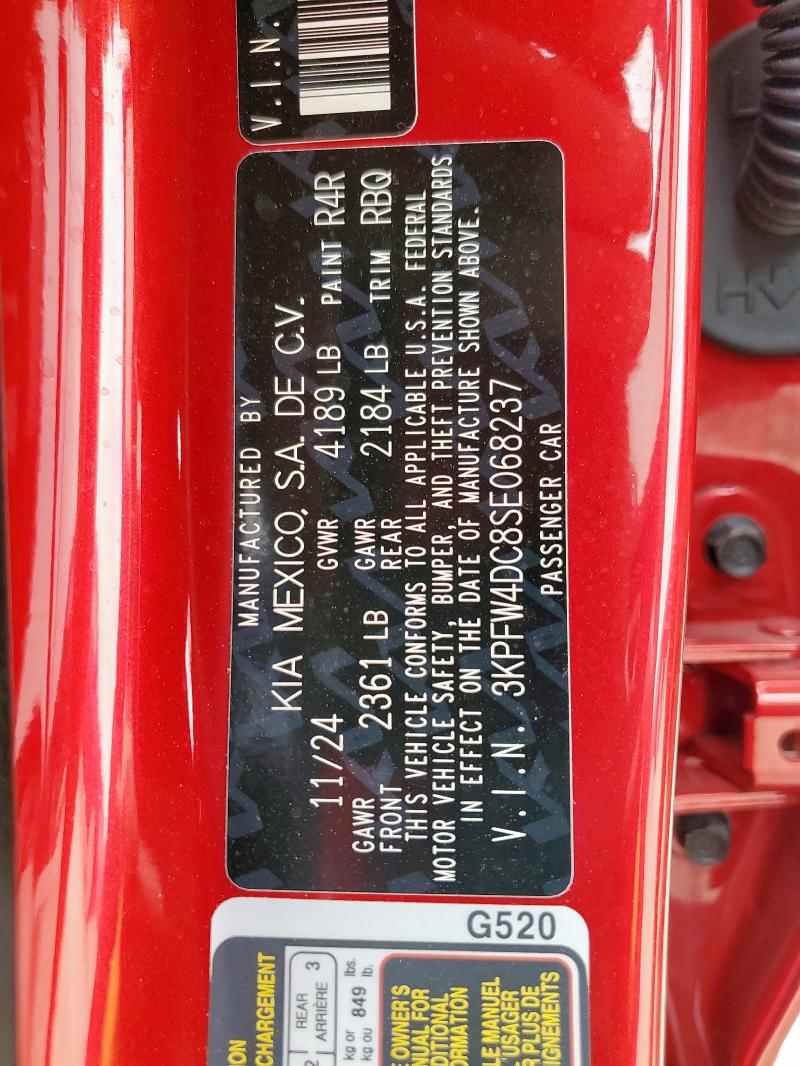 V.I.N.
MANUFACTURED BY
KIA MEXICO, S.A. DE C.V.
11/24 GVWR 4189 LB PAINT R4R
GAWR FRONT 2361 LB GAWR REAR 2184 LB TRIM RBQ
THIS VEHICLE CONFORMS TO ALL APPLICABLE U.S.A. FEDERAL
MOTOR VEHICLE SAFETY, BUMPER, AND THEFT PREVENTION STANDARDS
IN EFFECT ON THE DATE OF MANUFACTURE SHOWN ABOVE.
V.I.N. 3KPFW4DC8SE068237
PASSENGER CAR
G520
REAR
ARRIÈRE 3
kg or 849 lbs.
kg ou lb.
OWNER'S
FOR
LE MANUEL
USAGER
PLUS DE